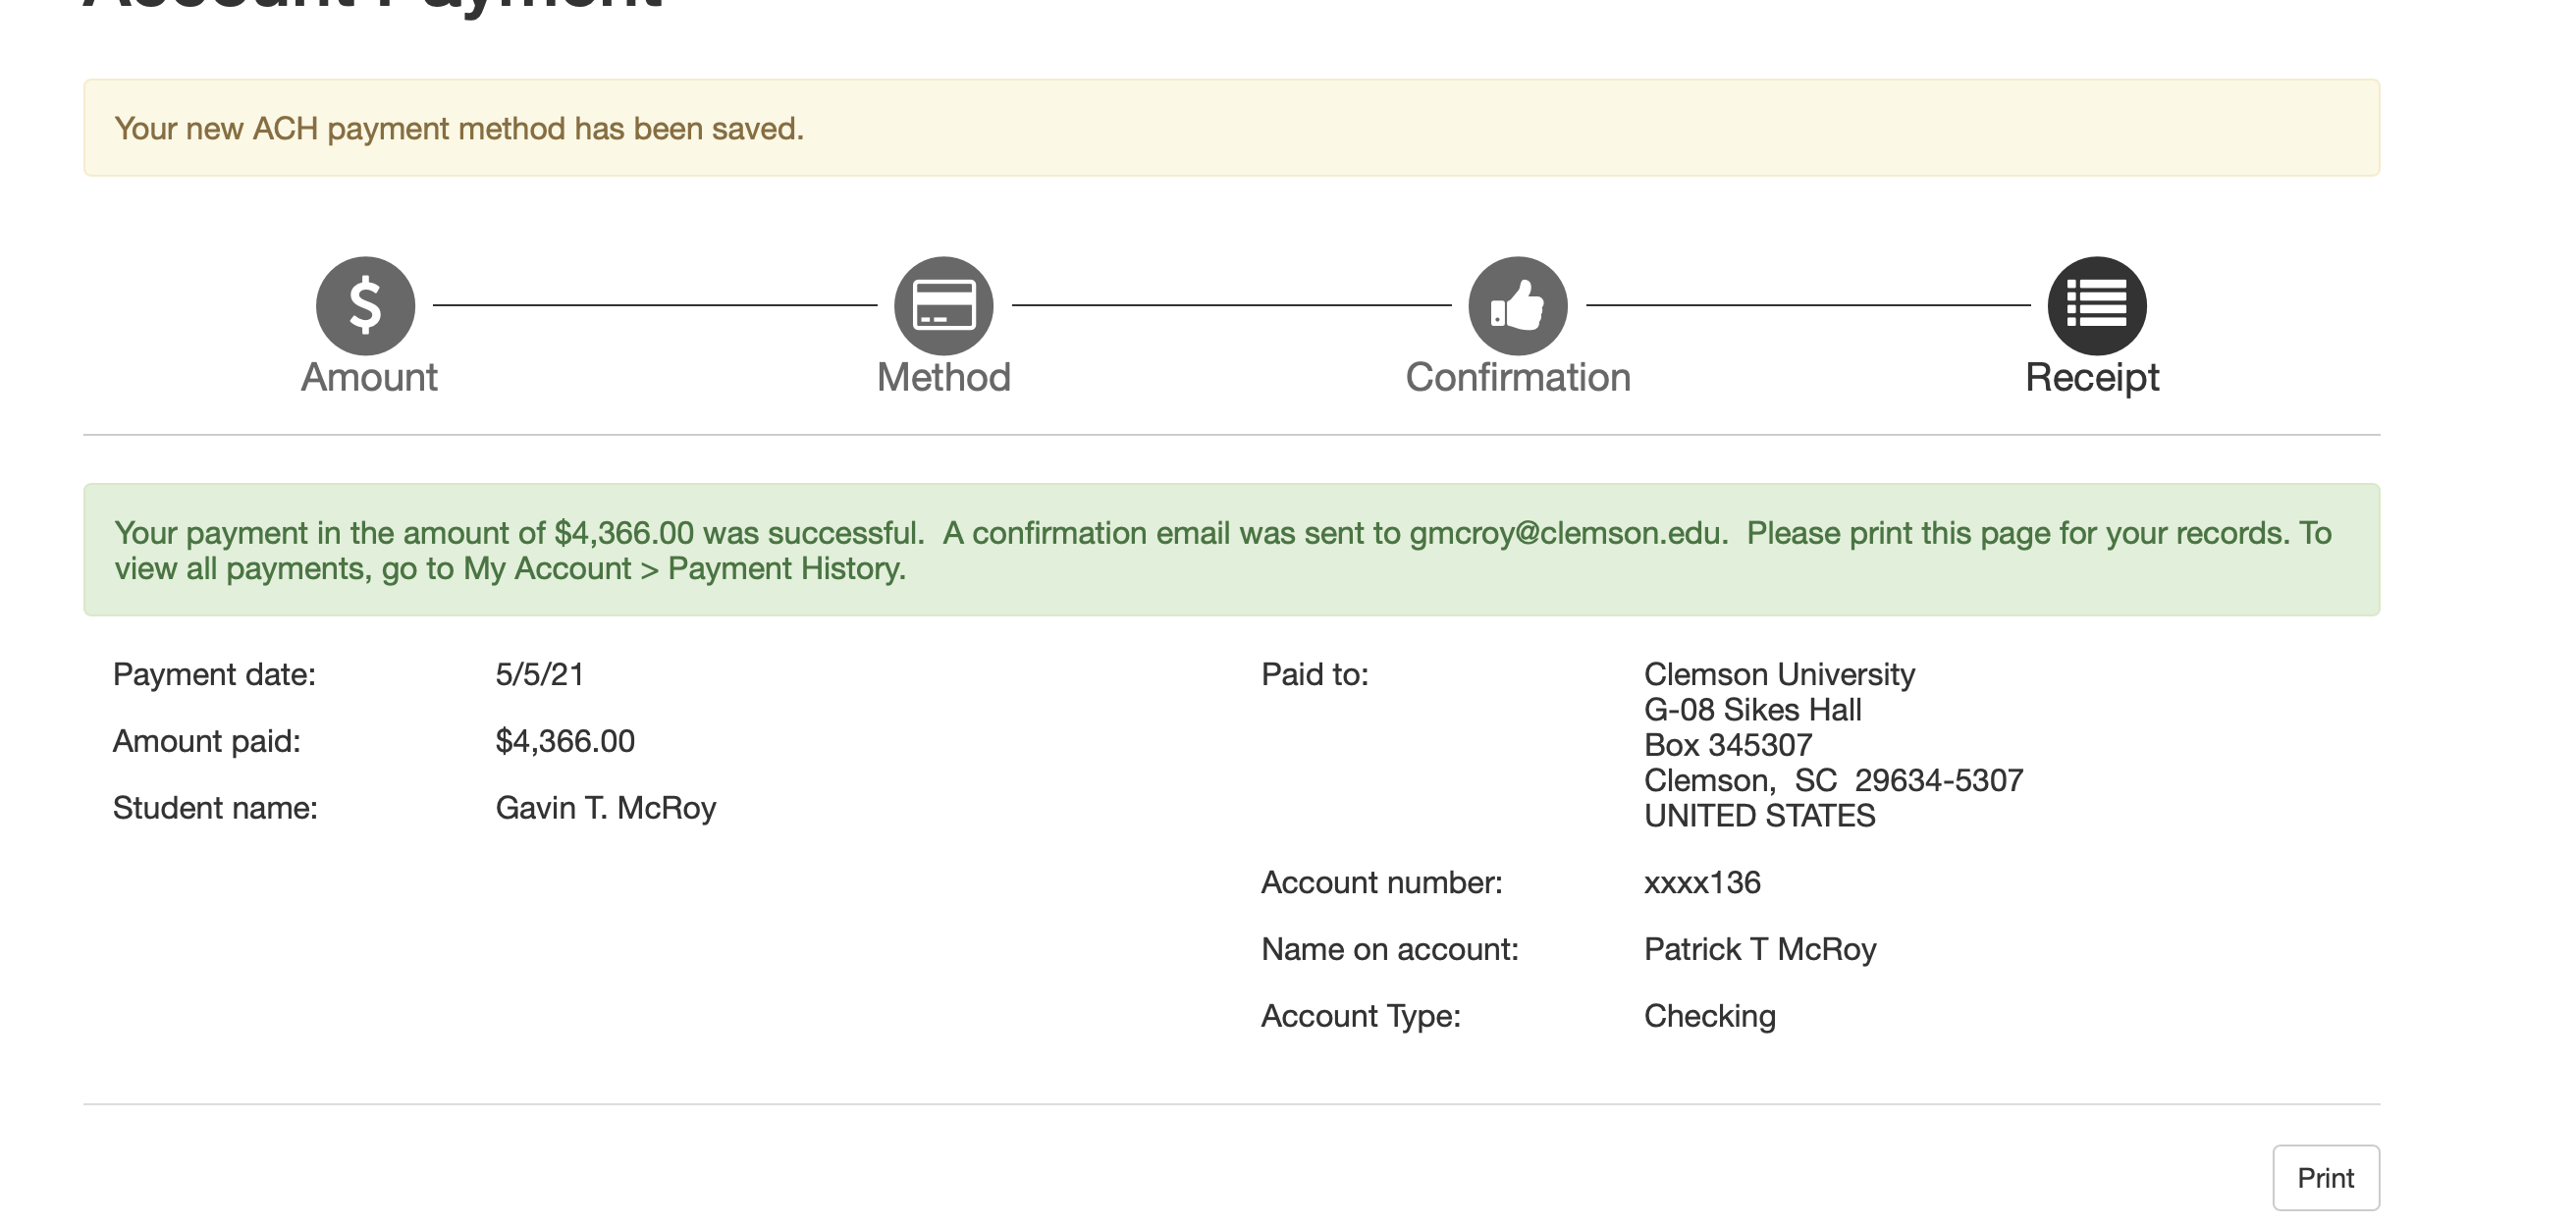 Account Payment
Your new ACH payment method has been saved.
Amount
Method
Confirmation
Receipt
Your payment in the amount of $4,366.00 was successful.  A confirmation email was sent to gmcroy@clemson.edu.  Please print this page for your records. To
view all payments, go to My Account > Payment History.
Payment date: 5/5/21
Amount paid: $4,366.00
Student name: Gavin T. McRoy
Paid to: Clemson University
G-08 Sikes Hall
Box 345307
Clemson,  SC  29634-5307
UNITED STATES
Account number: xxxx136
Name on account: Patrick T McRoy
Account Type: Checking
Print